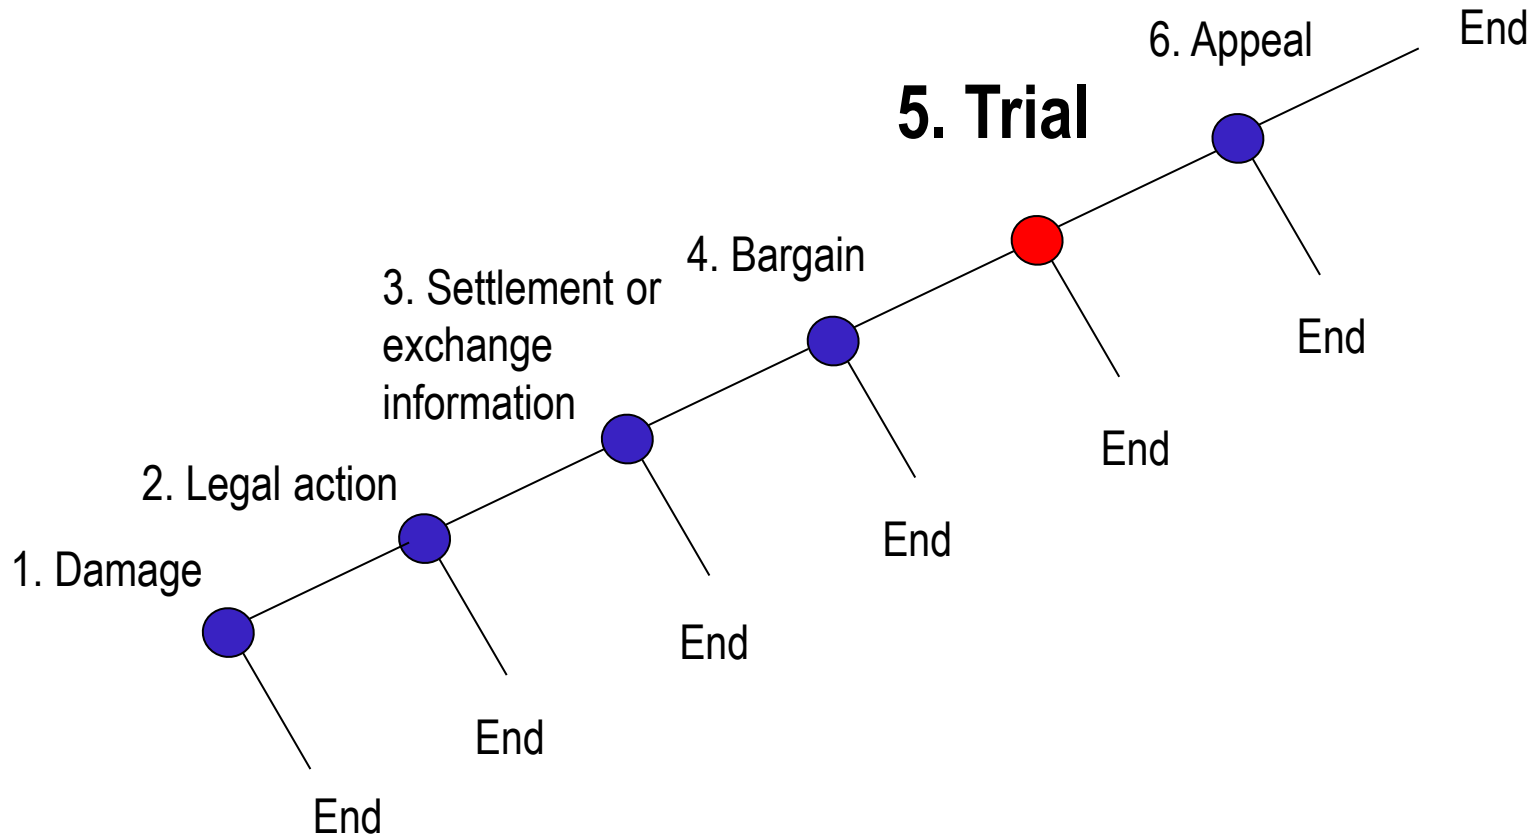 End
6. Appeal
5. Trial
4. Bargain
3. Settlement or
exchange
information
2. Legal action
1. Damage
End
End
End
End
End
End